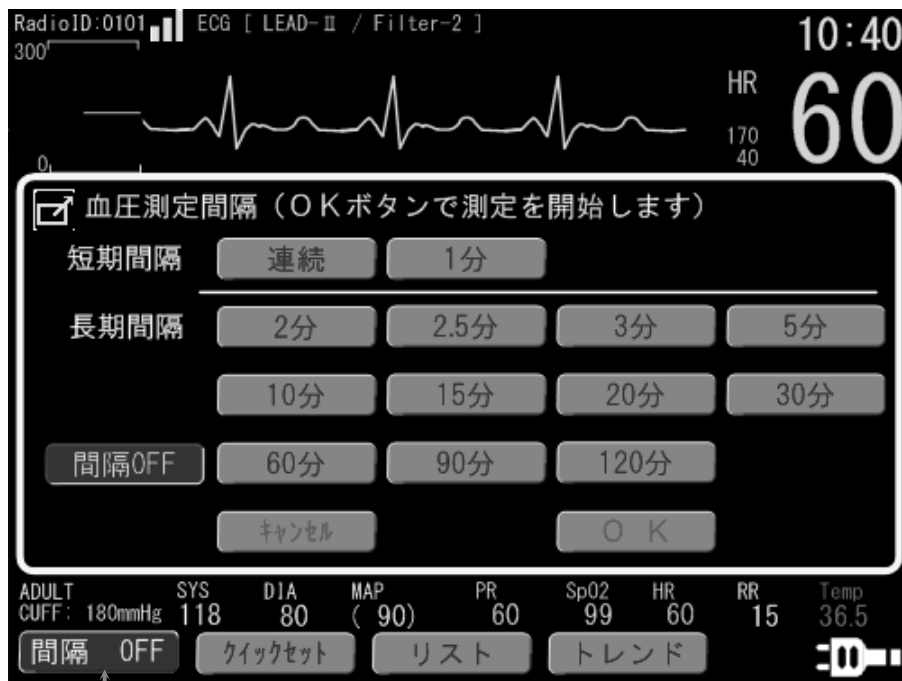 RadioID:0101 ECG [ LEAD-Ⅱ / Filter-2 ]
10:40
300
HR
60
170
40
0
血圧測定間隔（ＯＫボタンで測定を開始します）
短期間隔 連続 1分
長期間隔 2分 2.5分 3分 5分
10分 15分 20分 30分
間隔OFF 60分 90分 120分
ｷｬﾝｾﾙ ＯＫ
ADULT SYS DIA MAP PR SpO2 HR RR Temp
CUFF: 180mmHg 118 80 ( 90) 60 99 60 15 36.5
間隔 OFF ｸｲｯｸｾｯﾄ リスト トレンド